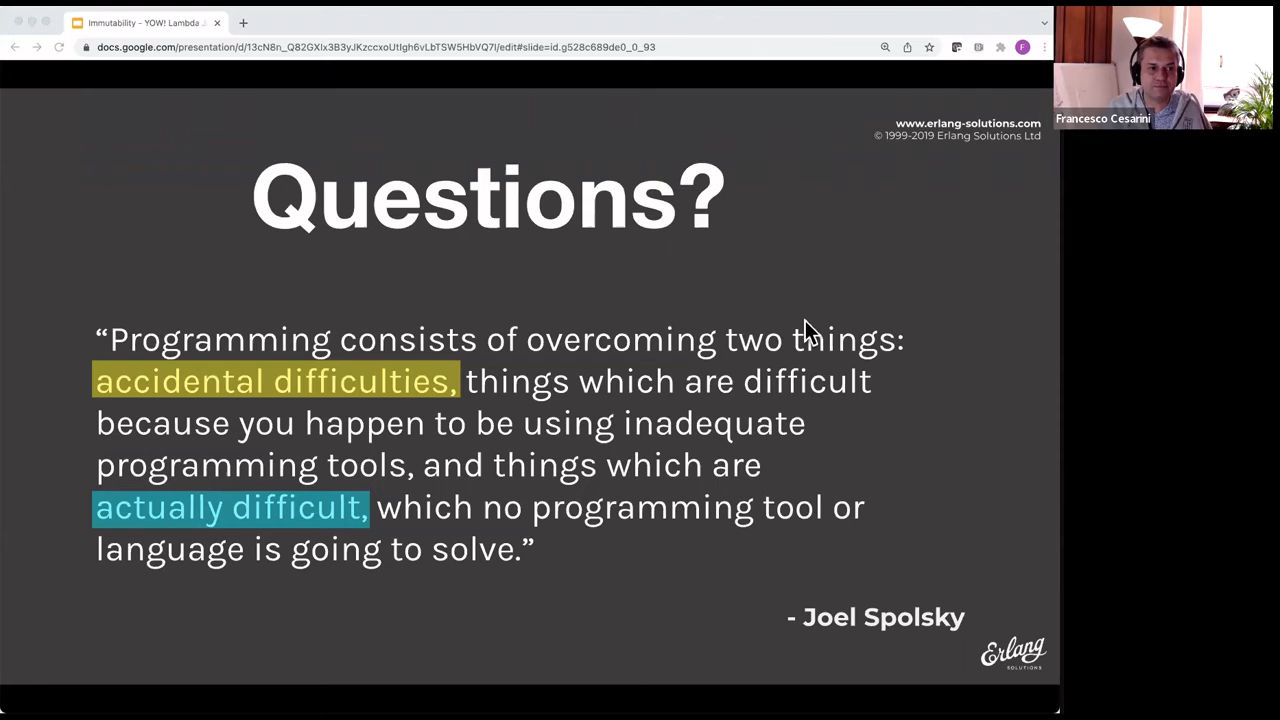 Immutability - YOW! Lambda J
docs.google.com/presentation/d/13cN8n_Q82GXlx3B3yJKzccxoUtIgh6vLbTSW5HbVQ7I/edit#slide=id.g528c689de0_0_93
F
Francesco Cesarini
www.erlang-solutions.com
© 1999-2019 Erlang Solutions Ltd
Questions?
“Programming consists of overcoming two things:
accidental difficulties, things which are difficult
because you happen to be using inadequate
programming tools, and things which are
actually difficult, which no programming tool or
language is going to solve.”
- Joel Spolsky
Erlang
SOLUTIONS